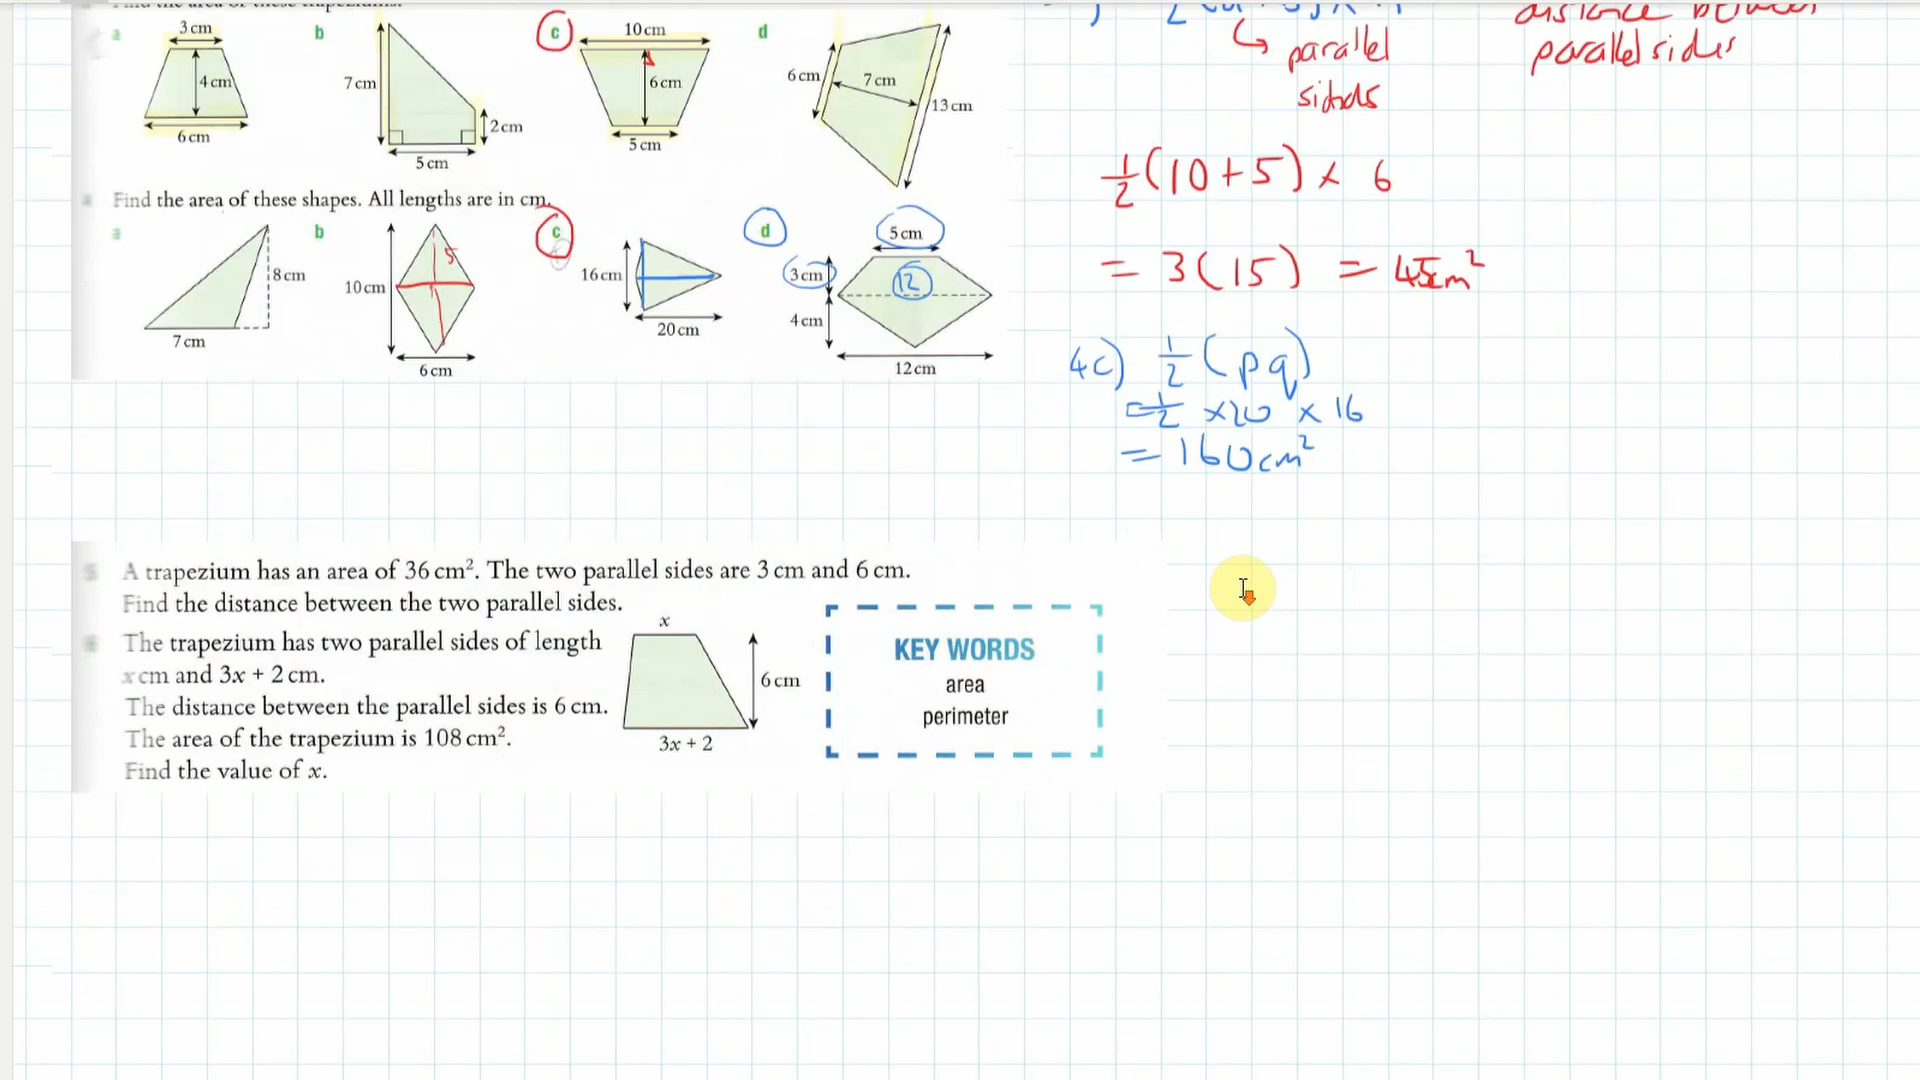 a
3 cm
4 cm
6 cm
b
7 cm
2 cm
5 cm
c
10 cm
6 cm
5 cm
d
6 cm
7 cm
13 cm
Find the area of these shapes. All lengths are in cm.
a
8 cm
7 cm
b
5
10 cm
6 cm
c
16 cm
20 cm
d
5 cm
3 cm
12
4 cm
12 cm
parallel sides
parallel
½(10+5) × 6
= 3(15) = 45cm²
4c) ½(pq)
= ½ × 20 × 16
= 160cm²
5 A trapezium has an area of 36 cm². The two parallel sides are 3 cm and 6 cm.
Find the distance between the two parallel sides.
The trapezium has two parallel sides of length
x cm and 3x + 2 cm.
The distance between the parallel sides is 6 cm.
The area of the trapezium is 108 cm².
Find the value of x.
x
6 cm
3x + 2
KEY WORDS
area
perimeter